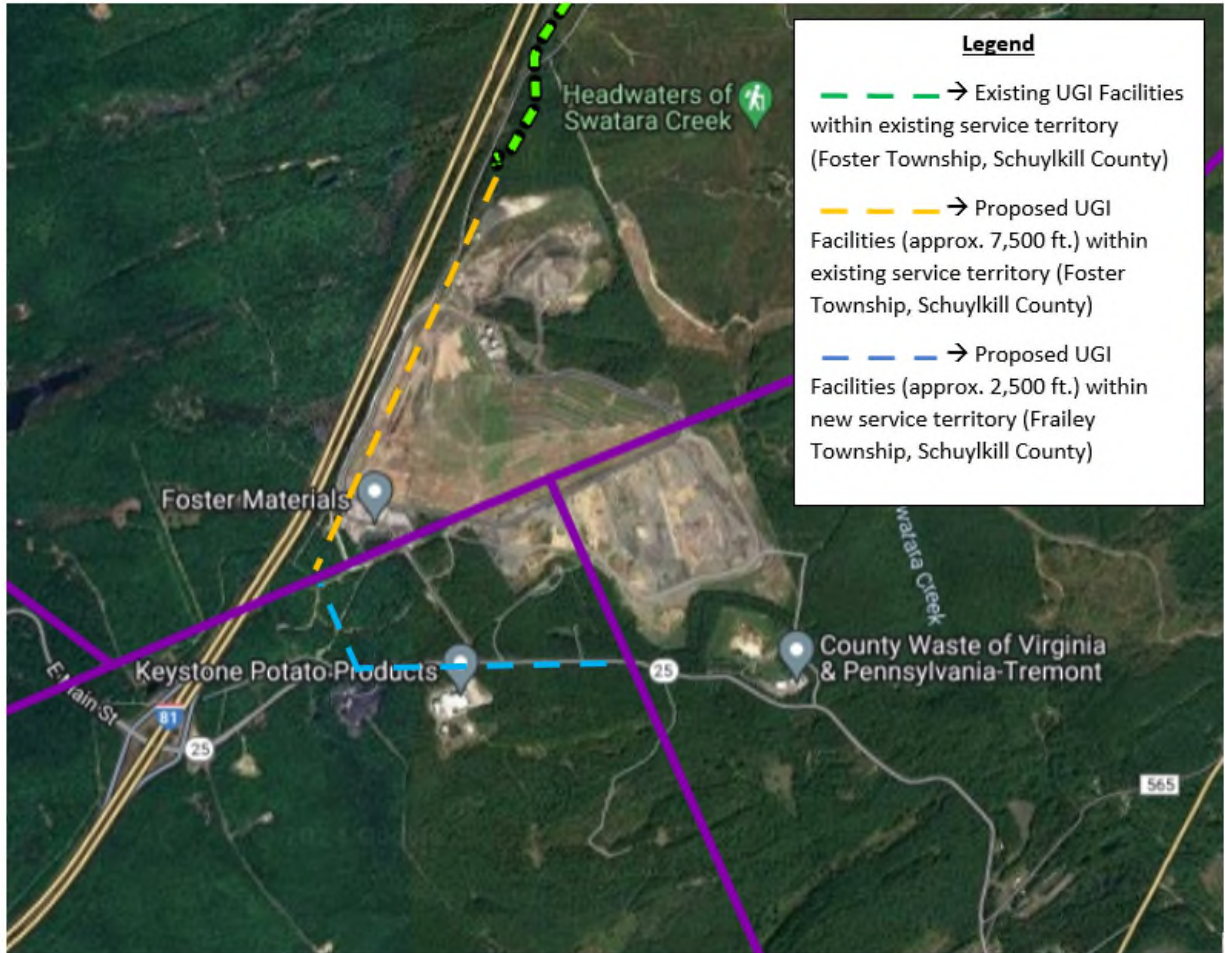 Headwaters of
Swatara Creek
Legend
→ Existing UGI Facilities
within existing service territory
(Foster Township, Schuylkill County)
→ Proposed UGI
Facilities (approx. 7,500 ft.) within
existing service territory (Foster
Township, Schuylkill County)
→ Proposed UGI
Facilities (approx. 2,500 ft.) within
new service territory (Frailey
Township, Schuylkill County)
Foster Materials
watara Creek
Keystone Potato Products
25
County Waste of Virginia
& Pennsylvania-Tremont
E Main St
81
25
565